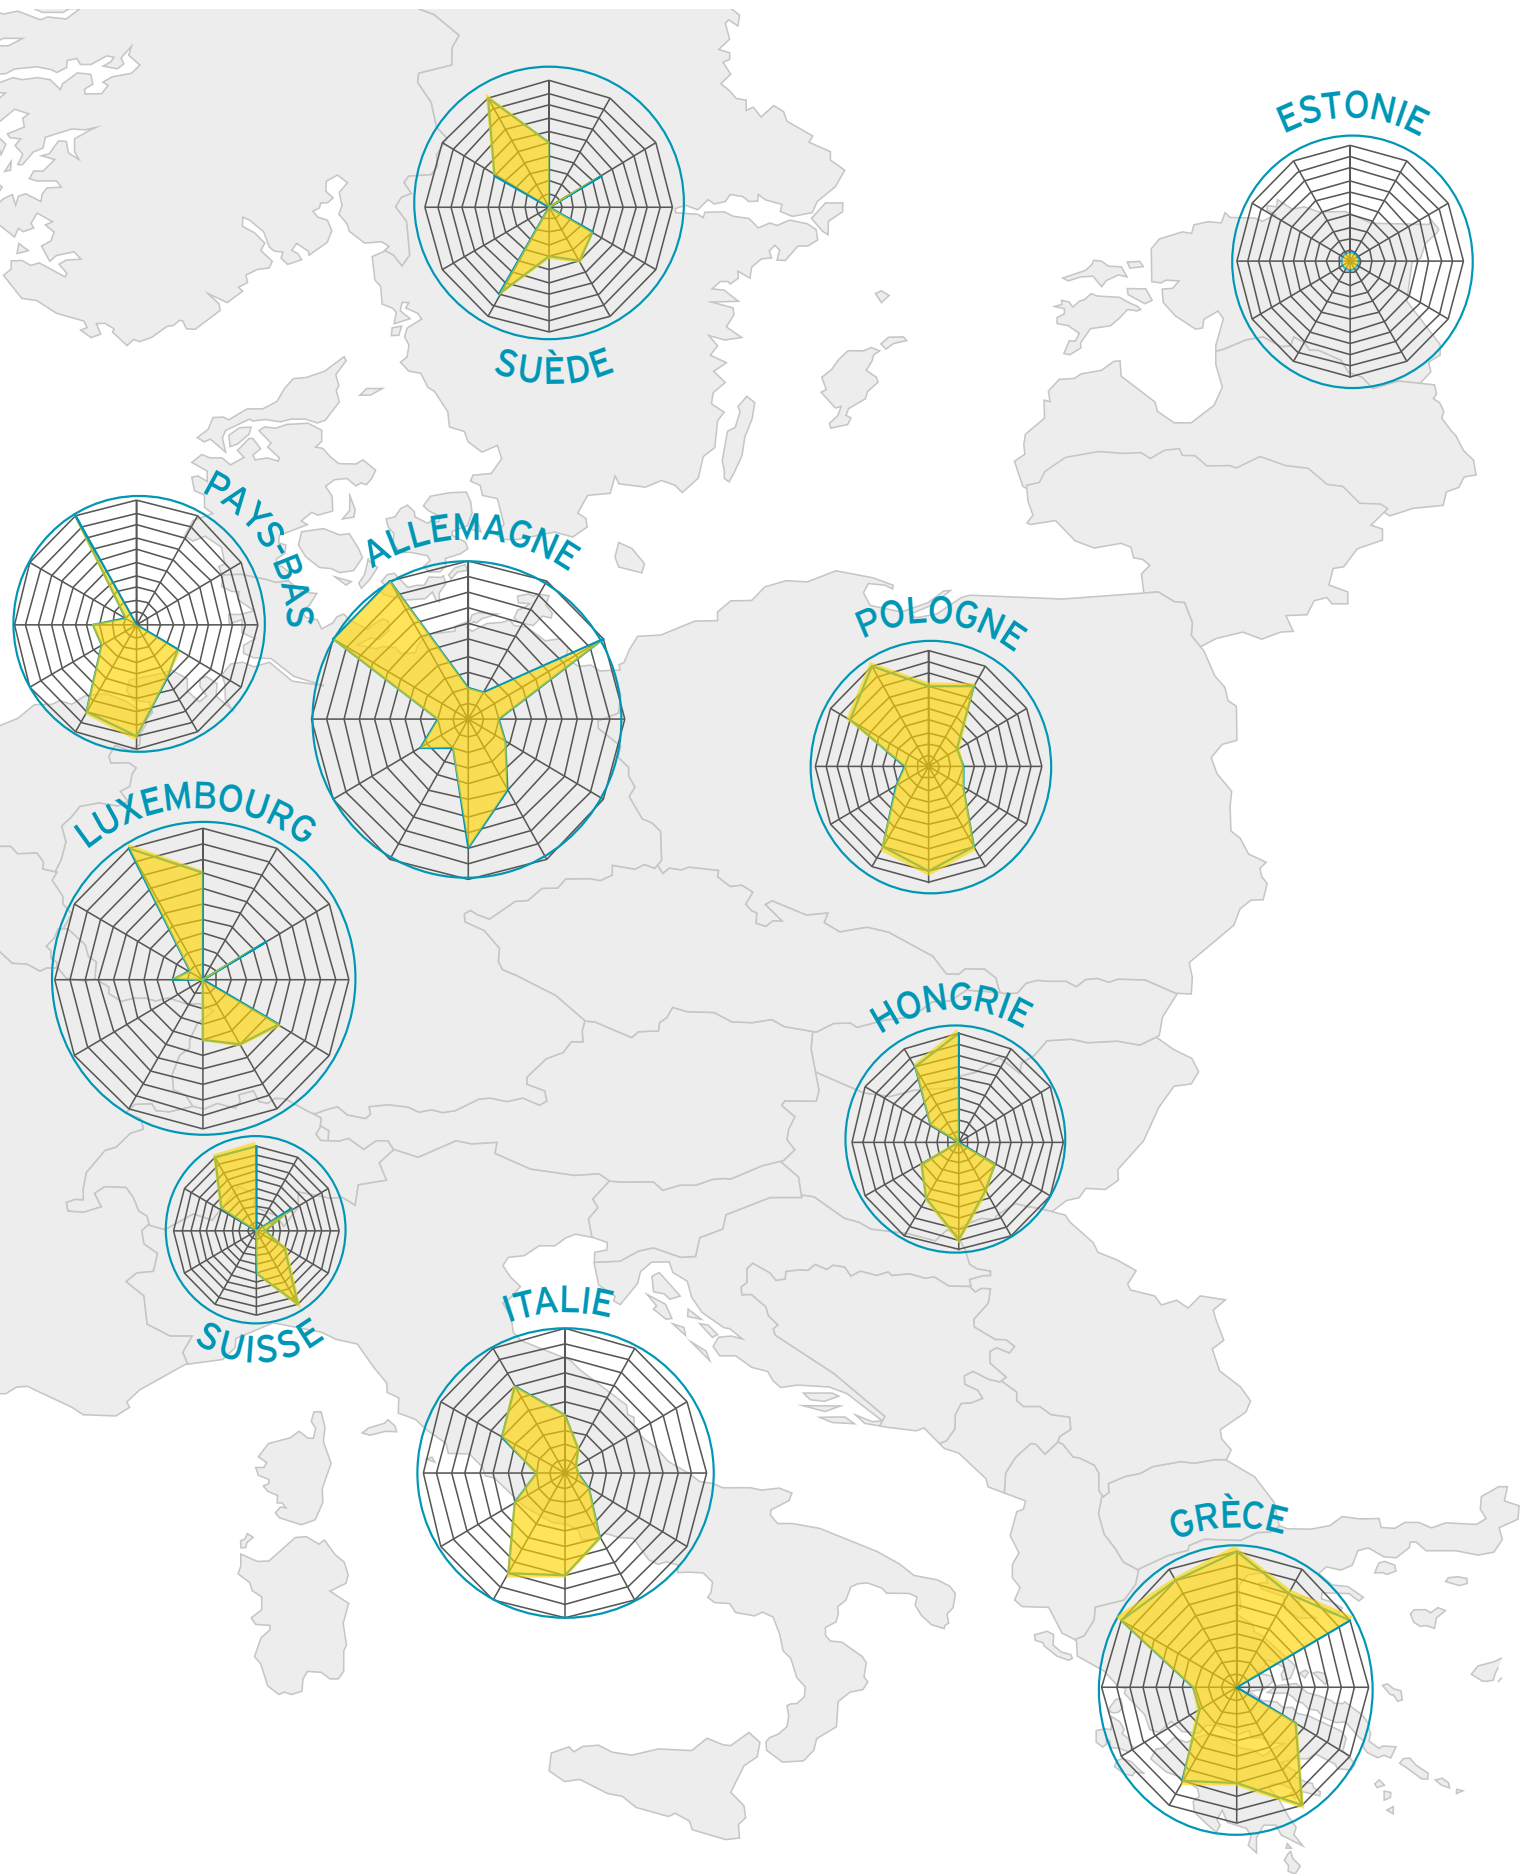 ESTONIE
SUÈDE
PAYS-BAS
ALLEMAGNE
POLOGNE
LUXEMBOURG
HONGRIE
SUISSE
ITALIE
GRÈCE